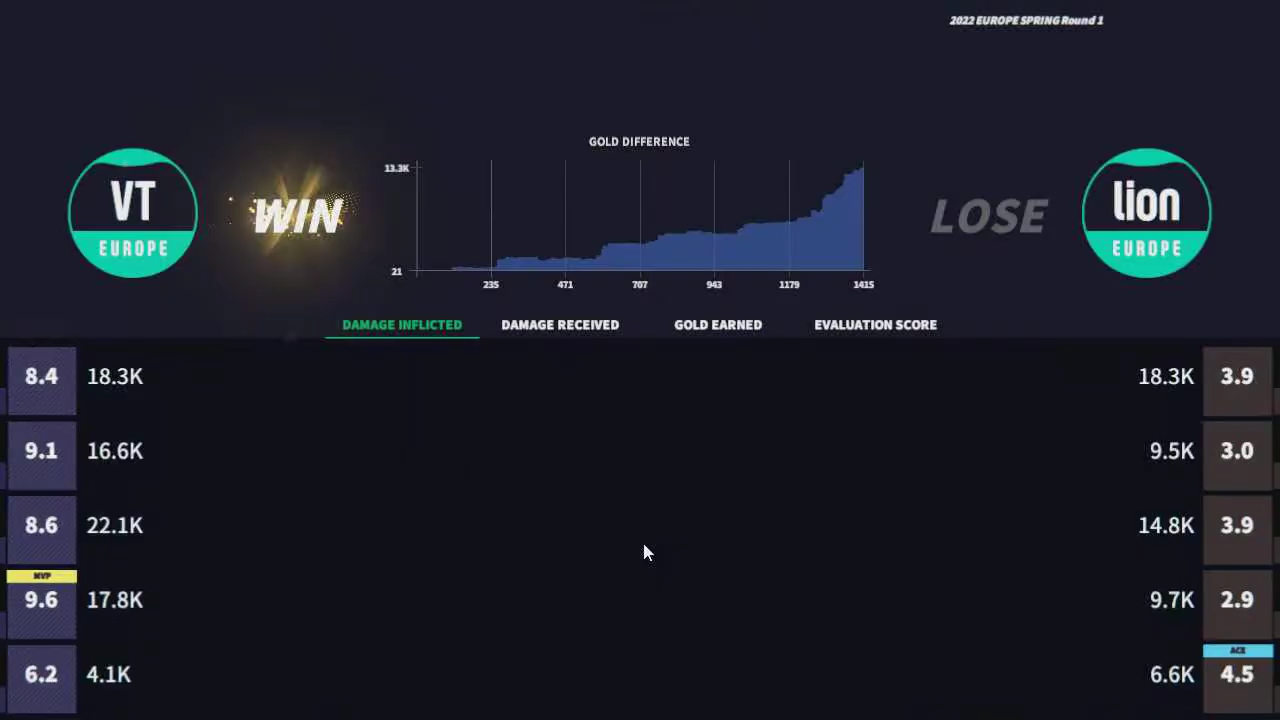 2022 EUROPE SPRING Round 1
GOLD DIFFERENCE
13.3K
21
235 471 707 943 1179 1415
VT
EUROPE
WIN
LOSE
lion
EUROPE
DAMAGE INFLICTED DAMAGE RECEIVED GOLD EARNED EVALUATION SCORE
8.4 18.3K 18.3K 3.9
9.1 16.6K 9.5K 3.0
8.6 22.1K 14.8K 3.9
MVP
9.6 17.8K 9.7K 2.9
ACE
6.2 4.1K 6.6K 4.5